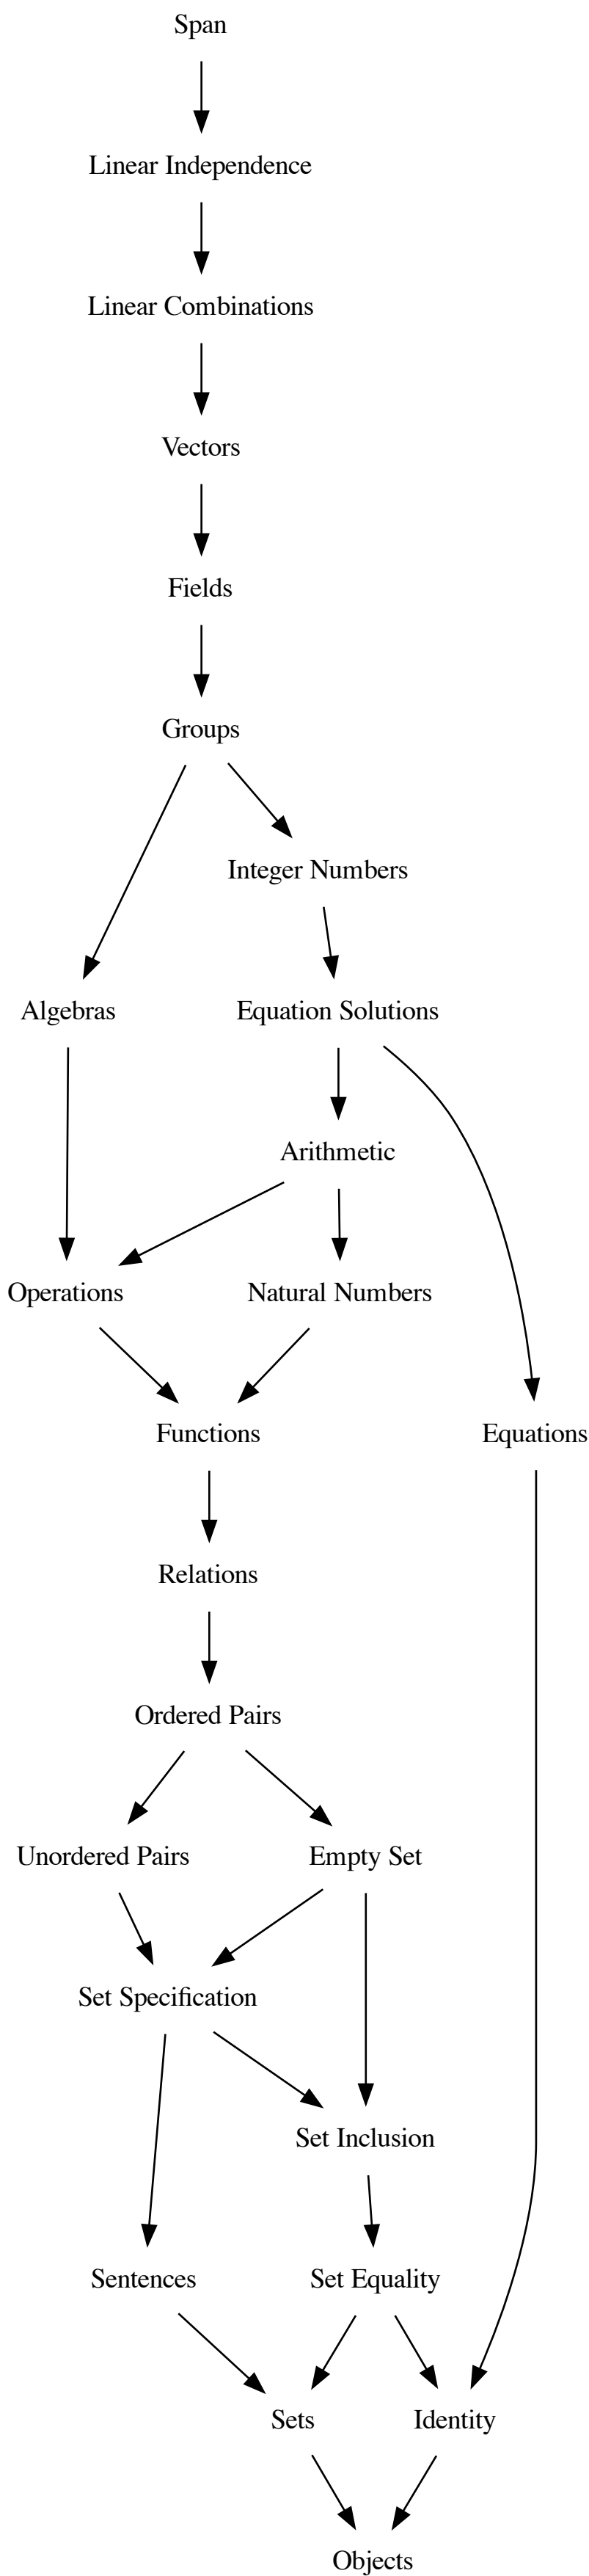 Span
Linear Independence
Linear Combinations
Vectors
Fields
Groups
Integer Numbers
Algebras
Equation Solutions
Arithmetic
Operations
Natural Numbers
Functions
Equations
Relations
Ordered Pairs
Unordered Pairs
Empty Set
Set Specification
Set Inclusion
Sentences
Set Equality
Sets
Identity
Objects